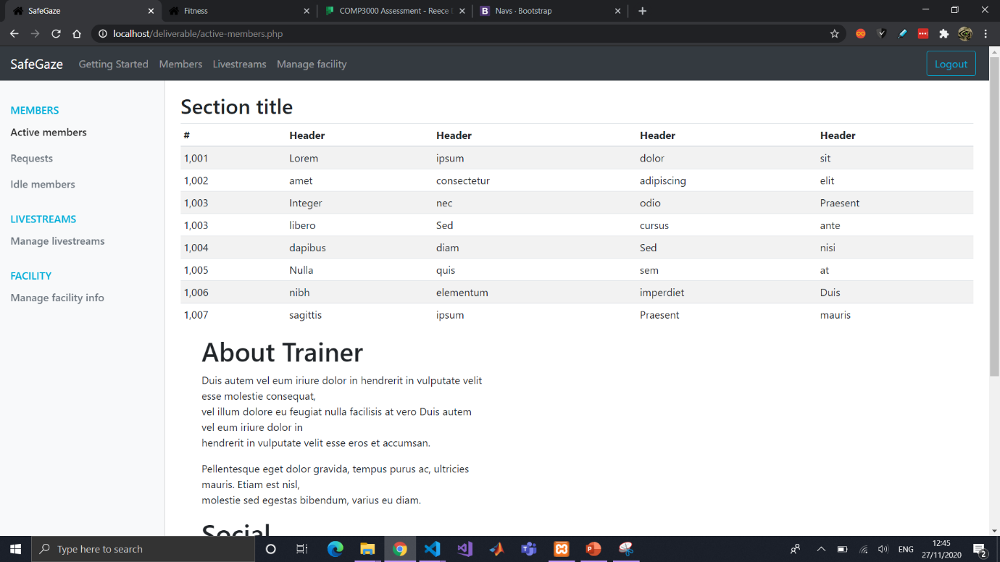 SafeGaze
Fitness
COMP3000 Assessment - Reece
Navs · Bootstrap
localhost/deliverable/active-members.php
SafeGaze Getting Started Members Livestreams Manage facility Logout
MEMBERS
Active members
Requests
Idle members
LIVESTREAMS
Manage livestreams
FACILITY
Manage facility info
Section title
# Header Header Header Header
1,001 Lorem ipsum dolor sit
1,002 amet consectetur adipiscing elit
1,003 Integer nec odio Praesent
1,003 libero Sed cursus ante
1,004 dapibus diam Sed nisi
1,005 Nulla quis sem at
1,006 nibh elementum imperdiet Duis
1,007 sagittis ipsum Praesent mauris
About Trainer
Duis autem vel eum iriure dolor in hendrerit in vulputate velit
esse molestie consequat,
vel illum dolore eu feugiat nulla facilisis at vero Duis autem
vel eum iriure dolor in
hendrerit in vulputate velit esse eros et accumsan.
Pellentesque eget dolor gravida, tempus purus ac, ultricies
mauris. Etiam est nisl,
molestie sed egestas bibendum, varius eu diam.
Social
Type here to search
ENG
12:45
27/11/2020
2